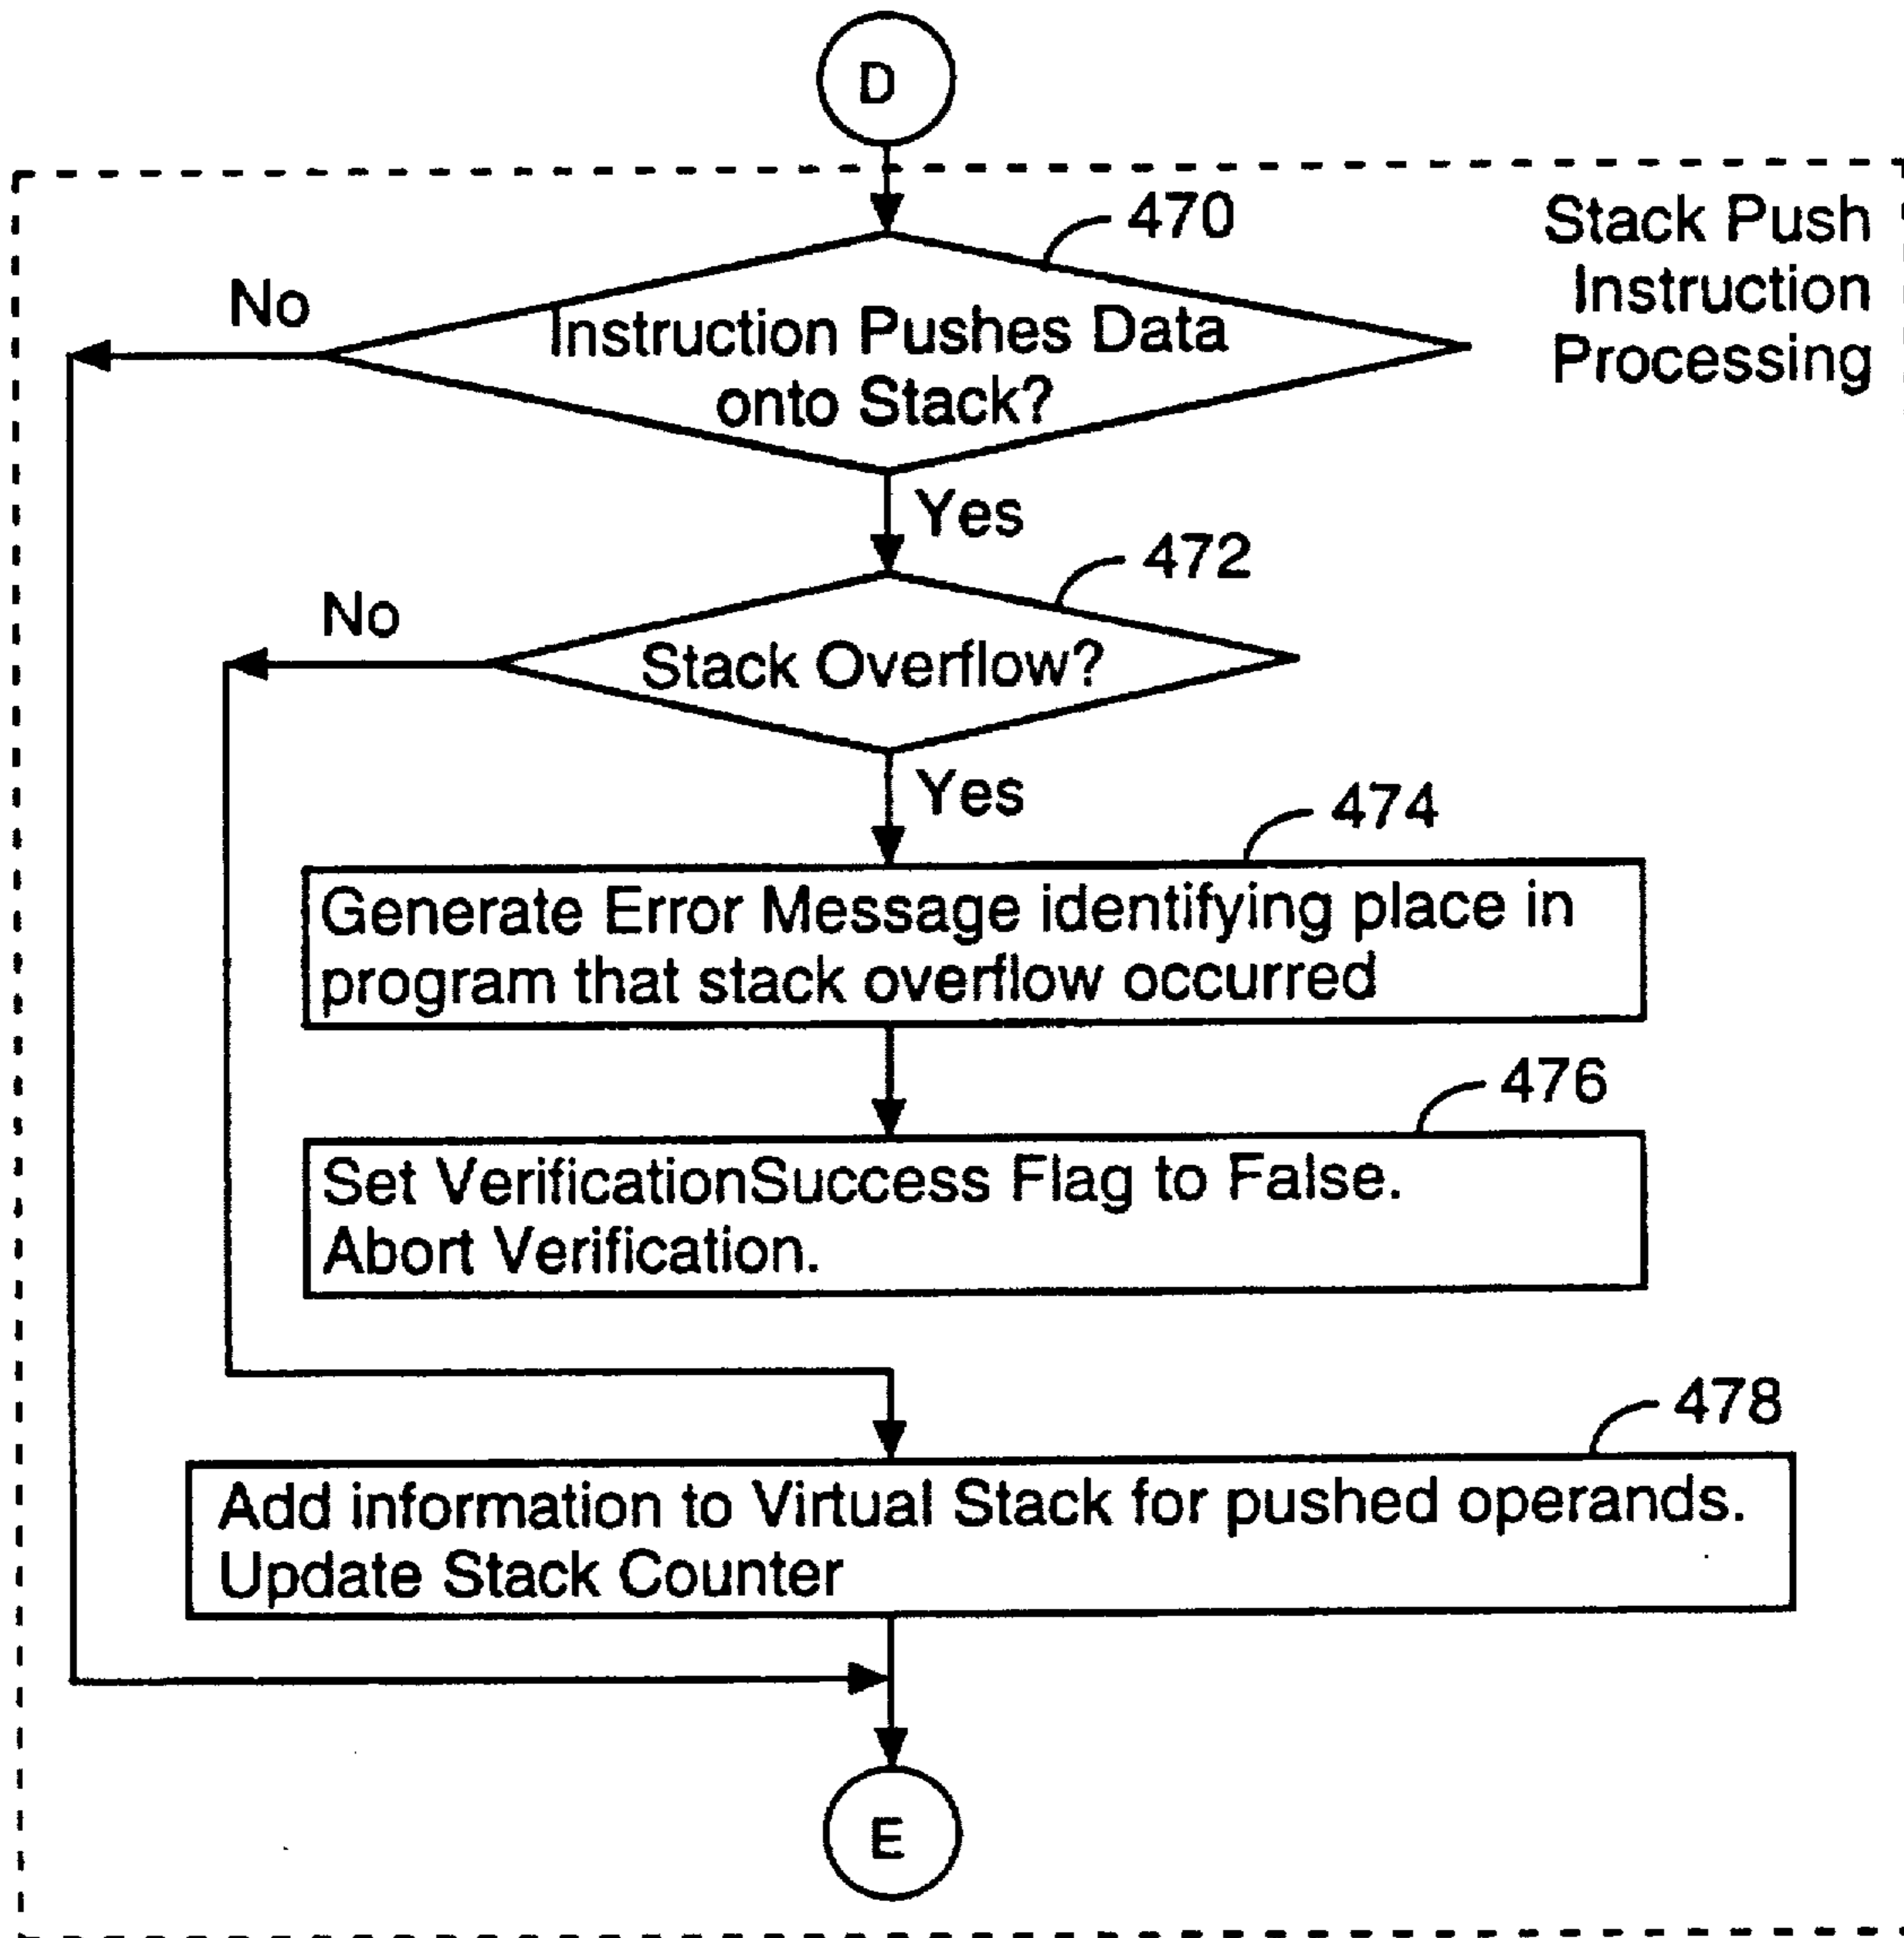 D
470
Stack Push
Instruction
Processing
No
Instruction Pushes Data
onto Stack?
Yes
472
No
Stack Overflow?
Yes
474
Generate Error Message identifying place in
program that stack overflow occurred
476
Set VerificationSuccess Flag to False.
Abort Verification.
478
Add information to Virtual Stack for pushed operands.
Update Stack Counter
E